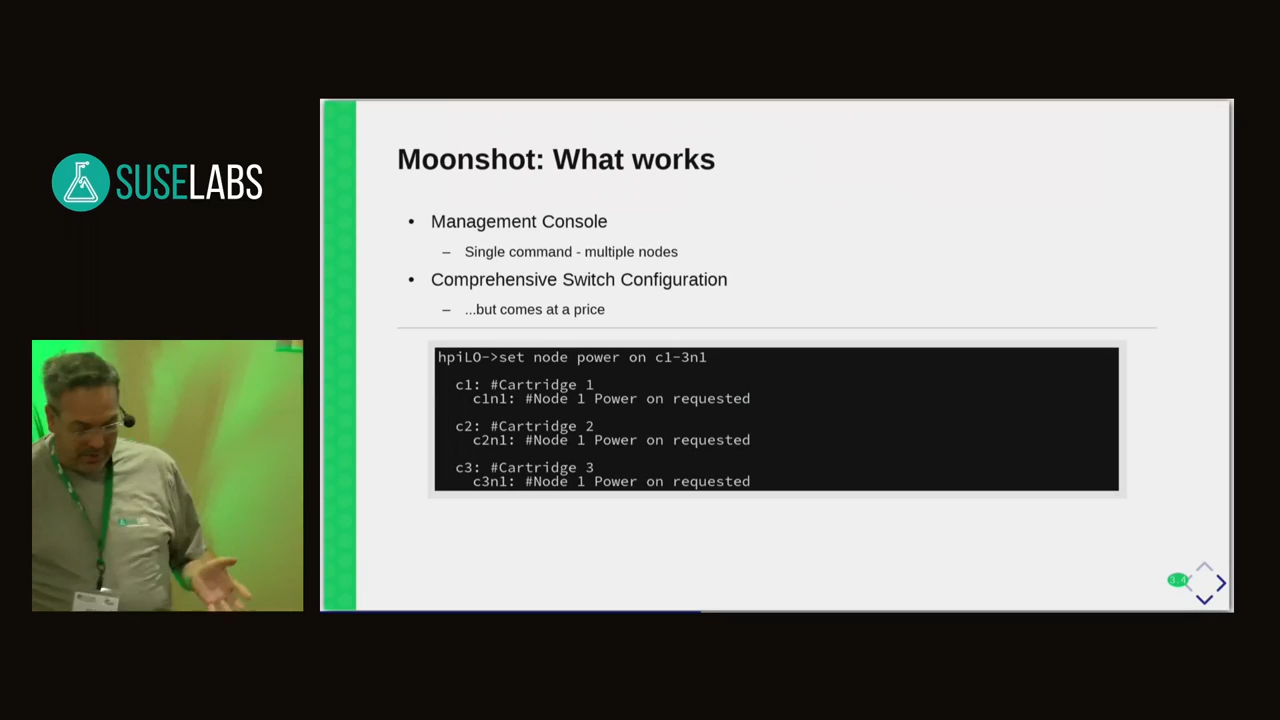 SUSELABS
Moonshot: What works
• Management Console
– Single command - multiple nodes
• Comprehensive Switch Configuration
– ...but comes at a price
hpiLO->set node power on c1-3n1
c1: #Cartridge 1
c1n1: #Node 1 Power on requested
c2: #Cartridge 2
c2n1: #Node 1 Power on requested
c3: #Cartridge 3
c3n1: #Node 1 Power on requested
3.4